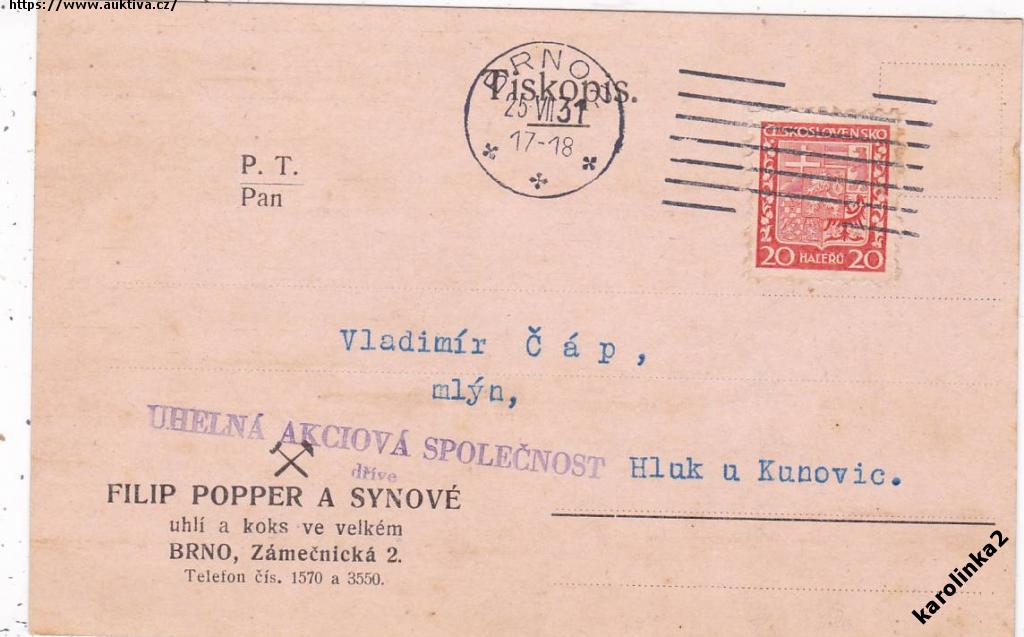 https://www.auktiva.cz/
Tiskopis.
BRNO
25 VII 31
17-18
ČESKOSLOVENSKO
20 HALÉŘŮ 20
P. T.
Pan
Vladimír Čáp,
mlýn,
Hluk u Kunovic.
UHELNÁ AKCIOVÁ SPOLEČNOST
dříve
FILIP POPPER A SYNOVÉ
uhlí a koks ve velkém
BRNO, Zámečnická 2.
Telefon čís. 1570 a 3550.
karolinka2